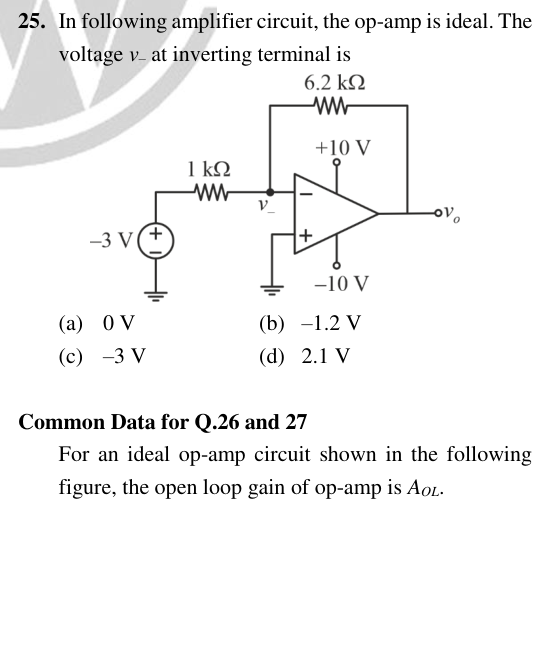 25. In following amplifier circuit, the op-amp is ideal. The
voltage v₋ at inverting terminal is
6.2 kΩ
+10 V
1 kΩ
v₋
−
−3 V
+
−
+
vₒ
−10 V
(a) 0 V (b) −1.2 V
(c) −3 V (d) 2.1 V
Common Data for Q.26 and 27
For an ideal op-amp circuit shown in the following
figure, the open loop gain of op-amp is A_OL.